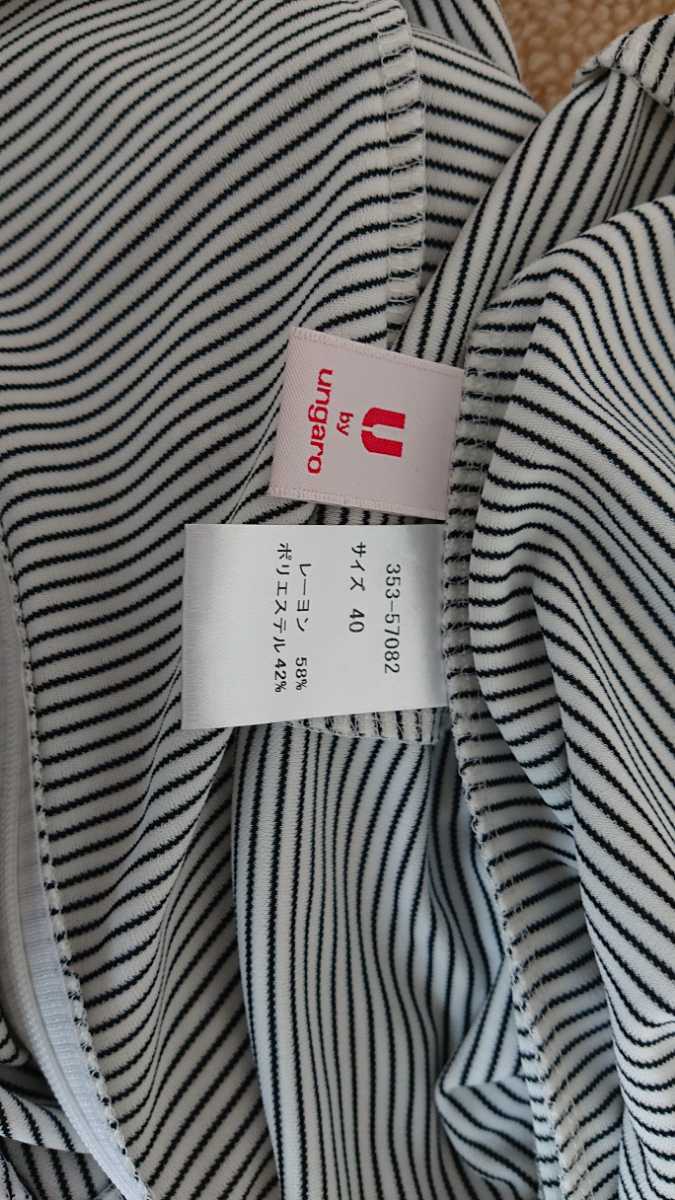 U
by
ungaro
353-57082
サイズ 40
レーヨン 58%
ポリエステル 42%